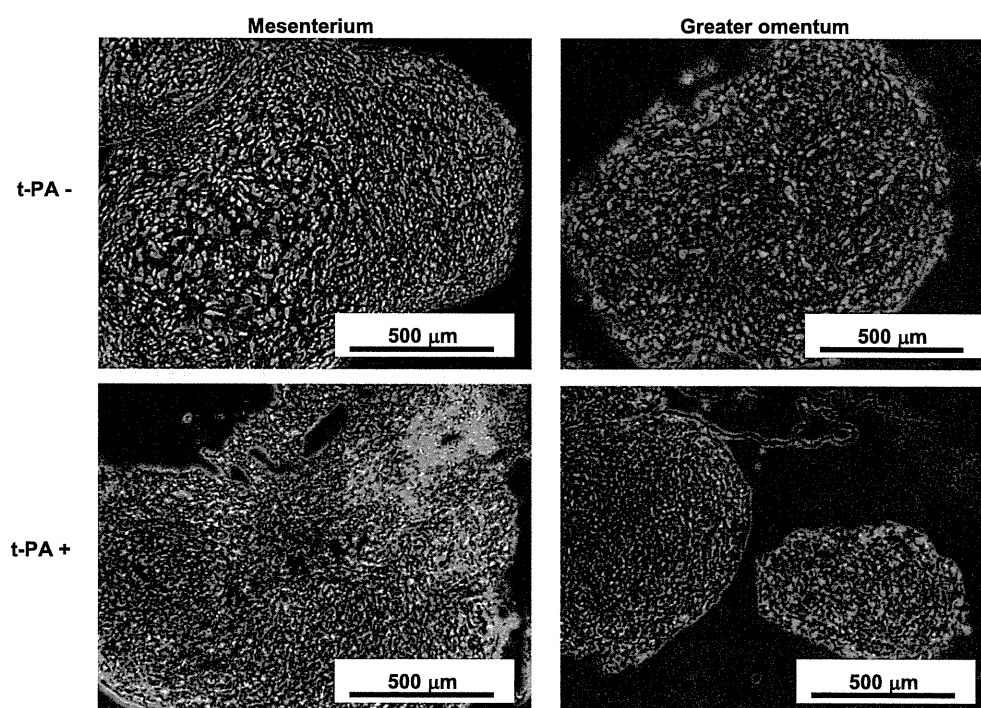 Mesenterium
Greater omentum
t-PA -
500 μm
500 μm
t-PA +
500 μm
500 μm